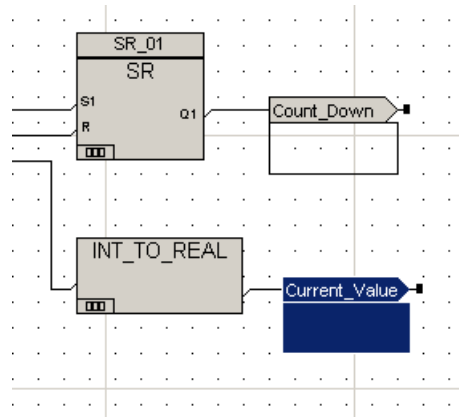 SR_01
SR
S1
Q1
R
Count_Down
INT_TO_REAL
Current_Value